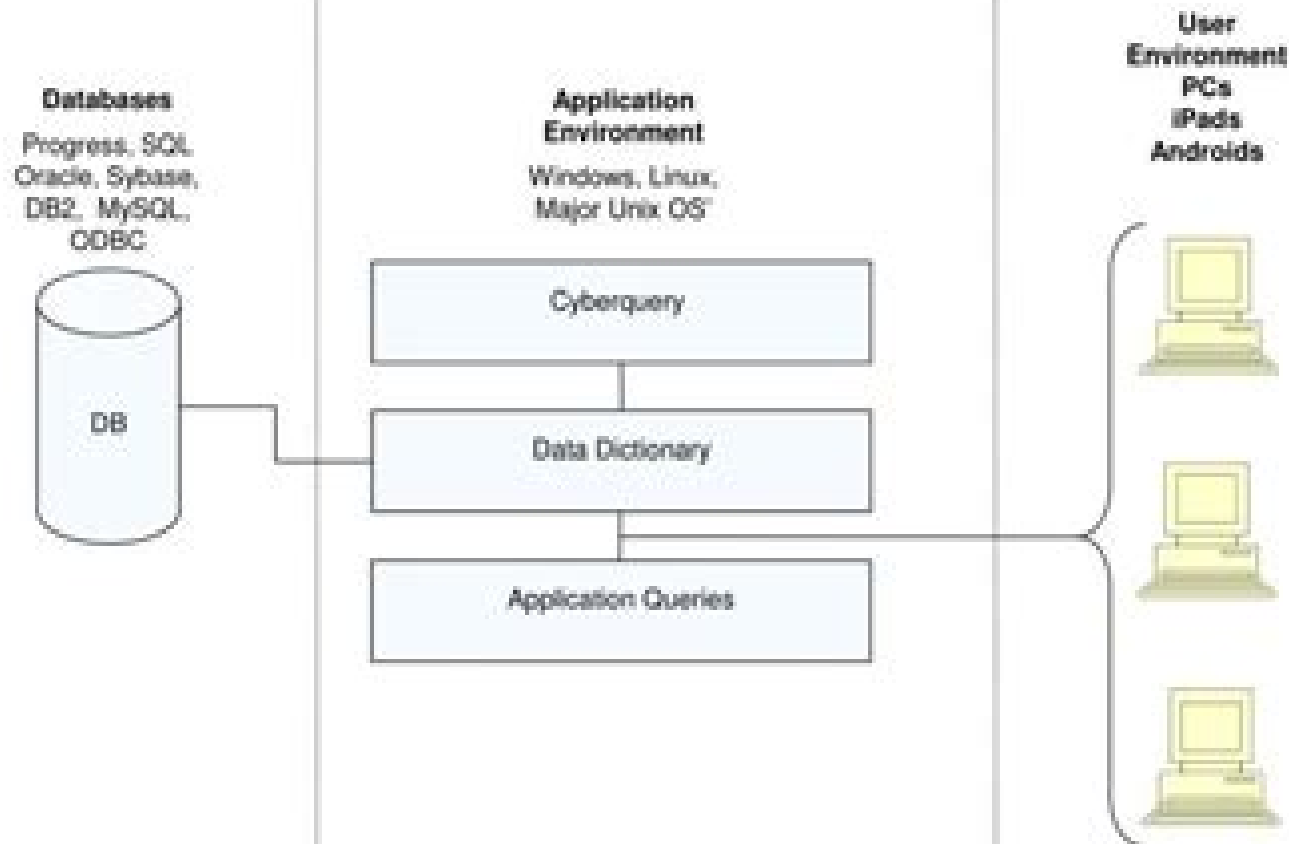 Databases
Progress, SQL
Oracle, Sybase,
DB2, MySQL,
ODBC
DB
Application
Environment
Windows, Linux,
Major Unix OS'
Cyberquery
Data Dictionary
Application Queries
User
Environment
PCs
iPads
Androids